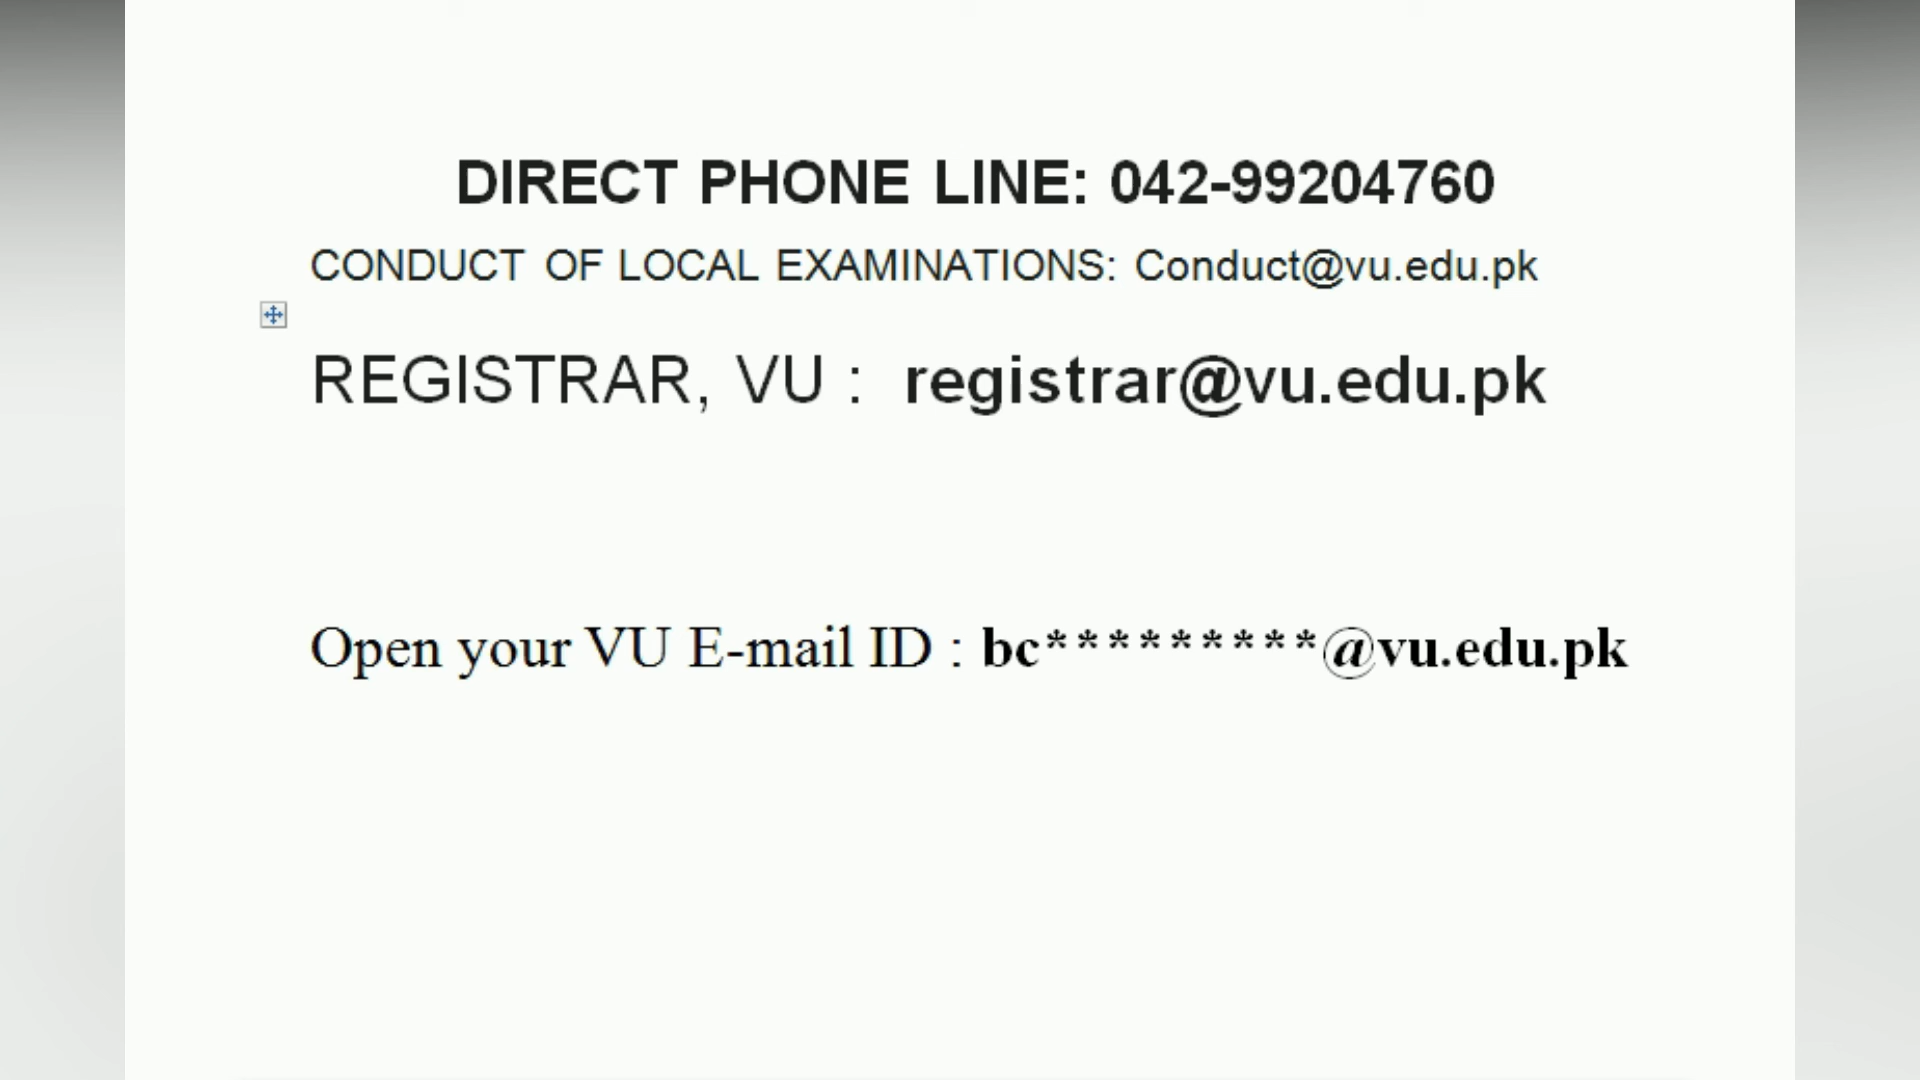 DIRECT PHONE LINE: 042-99204760
CONDUCT OF LOCAL EXAMINATIONS: Conduct@vu.edu.pk
REGISTRAR, VU : registrar@vu.edu.pk
Open your VU E-mail ID : bc*********@vu.edu.pk